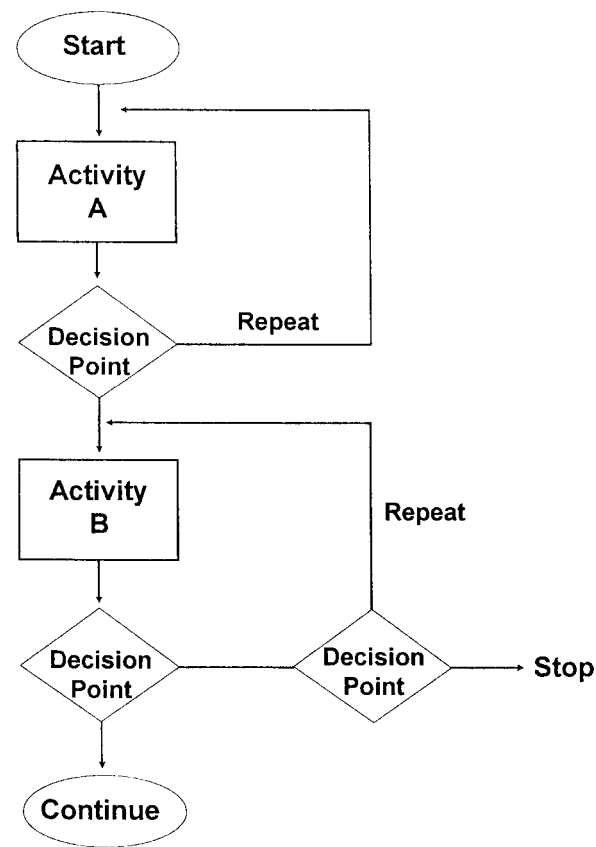 Start
Activity
A
Decision
Point
Repeat
Activity
B
Repeat
Decision
Point
Decision
Point
Stop
Continue